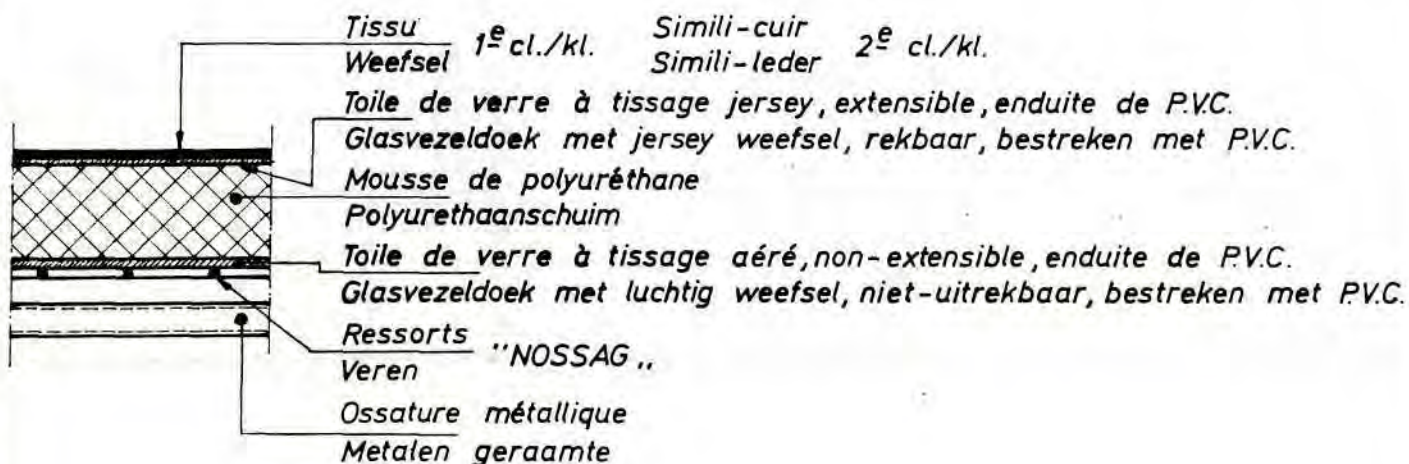 Tissu 1e cl./kl. Simili-cuir 2e cl./kl.
Weefsel Simili-leder
Toile de verre à tissage jersey, extensible, enduite de P.V.C.
Glasvezeldoek met jersey weefsel, rekbaar, bestreken met P.V.C.
Mousse de polyuréthane
Polyurethaanschuim
Toile de verre à tissage aéré, non-extensible, enduite de P.V.C.
Glasvezeldoek met luchtig weefsel, niet-uitrekbaar, bestreken met P.V.C.
Ressorts "NOSSAG „
Veren
Ossature métallique
Metalen geraamte